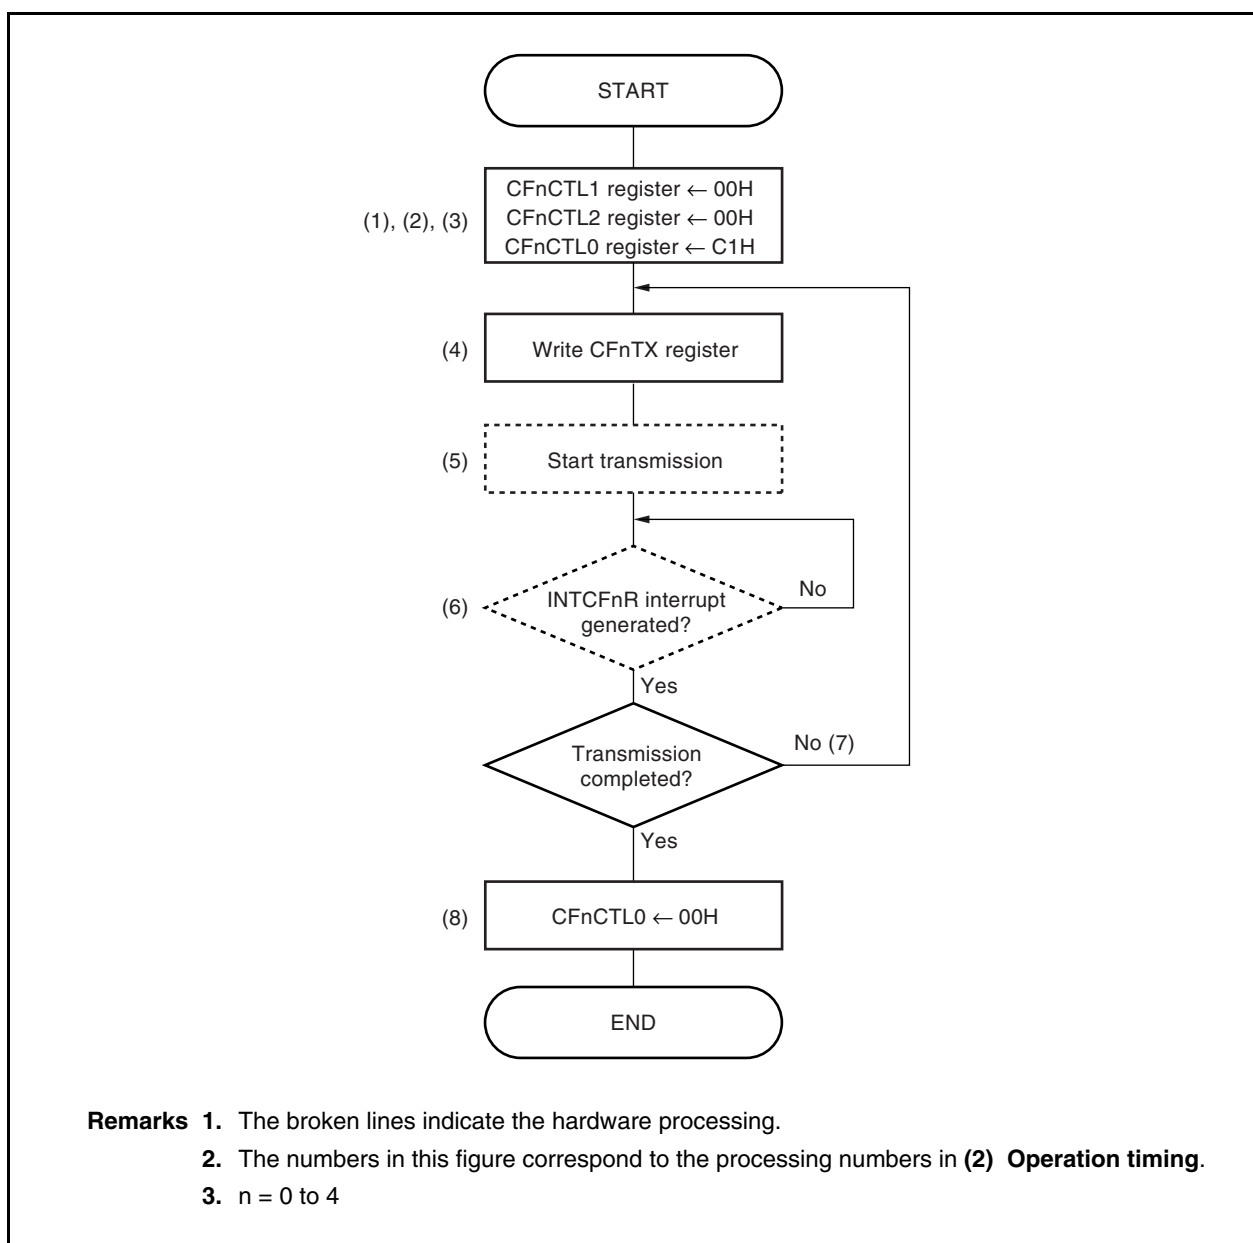 START
(1), (2), (3)
CFnCTL1 register ← 00H
CFnCTL2 register ← 00H
CFnCTL0 register ← C1H
(4)
Write CFnTX register
(5)
Start transmission
(6)
INTCFnR interrupt
generated?
No
Yes
Transmission
completed?
No (7)
Yes
(8)
CFnCTL0 ← 00H
END
Remarks 1. The broken lines indicate the hardware processing.
2. The numbers in this figure correspond to the processing numbers in (2) Operation timing.
3. n = 0 to 4